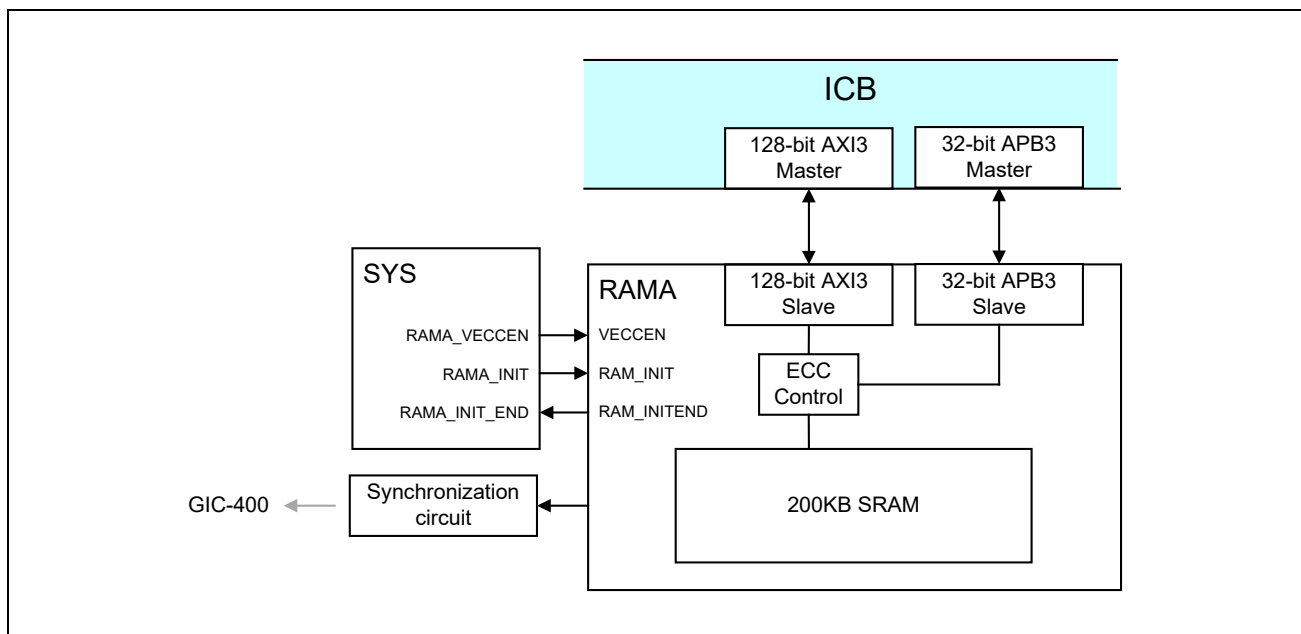 ICB
128-bit AXI3
Master
32-bit APB3
Master
SYS
RAMA_VECCEN
RAMA_INIT
RAMA_INIT_END
RAMA
128-bit AXI3
Slave
32-bit APB3
Slave
VECCEN
RAM_INIT
RAM_INITEND
ECC
Control
200KB SRAM
GIC-400
Synchronization
circuit